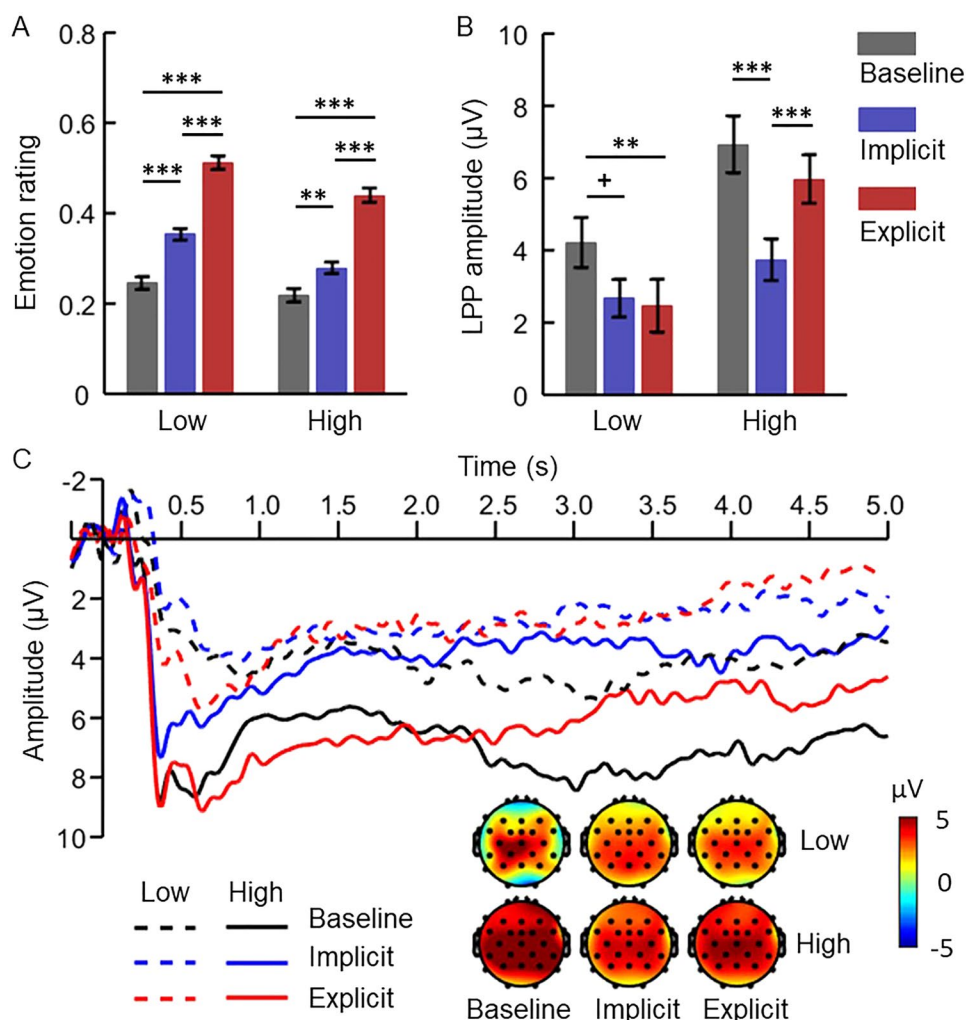 A
0.8
0.6
0.4
0.2
0
Emotion rating
***
***
***
***
***
**
Low
High
B
10
8
6
4
2
0
LPP amplitude (μV)
**
+
***
***
Low
High
Baseline
Implicit
Explicit
C
Time (s)
-2
0.5 1.0 1.5 2.0 2.5 3.0 3.5 4.0 4.5 5.0
2
4
6
8
10
Amplitude (μV)
Low High
Baseline
Implicit
Explicit
Low
High
Baseline Implicit Explicit
μV
5
0
-5